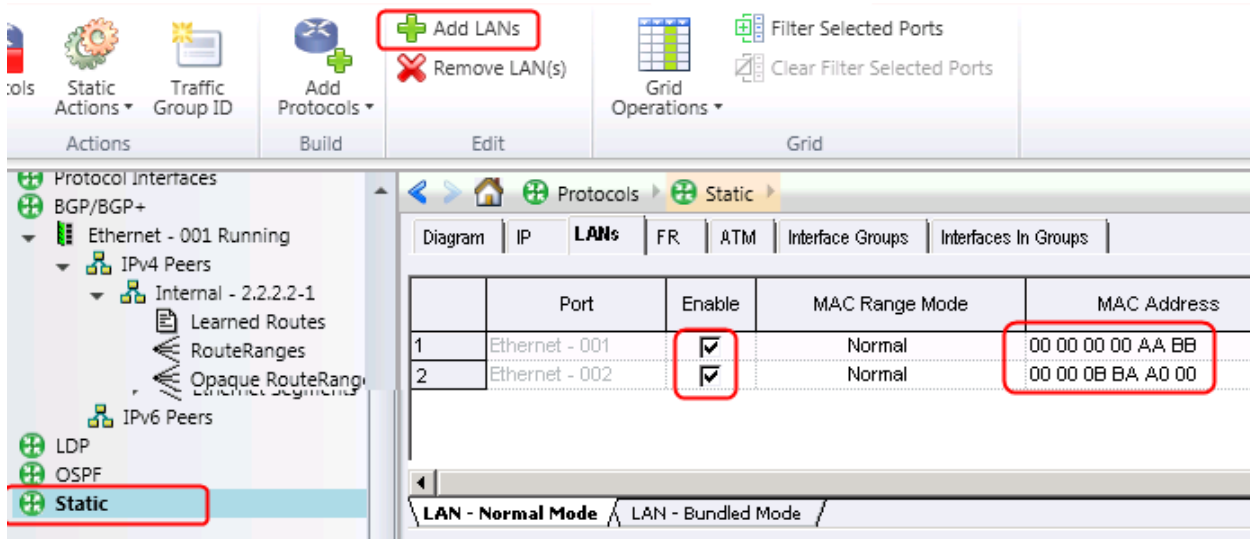 Add LANs
Filter Selected Ports
Remove LAN(s)
Clear Filter Selected Ports
ols
Static
Actions
Traffic
Group ID
Add
Protocols
Grid
Operations
Actions
Build
Edit
Grid
Protocol Interfaces
BGP/BGP+
Ethernet - 001 Running
IPv4 Peers
Internal - 2.2.2.2-1
Learned Routes
RouteRanges
Opaque RouteRang
Ethernet Segments
IPv6 Peers
LDP
OSPF
Static
Protocols Static
Diagram IP LANs FR ATM Interface Groups Interfaces In Groups
Port Enable MAC Range Mode MAC Address
1 Ethernet - 001 Normal 00 00 00 00 AA BB
2 Ethernet - 002 Normal 00 00 0B BA A0 00
LAN - Normal Mode LAN - Bundled Mode